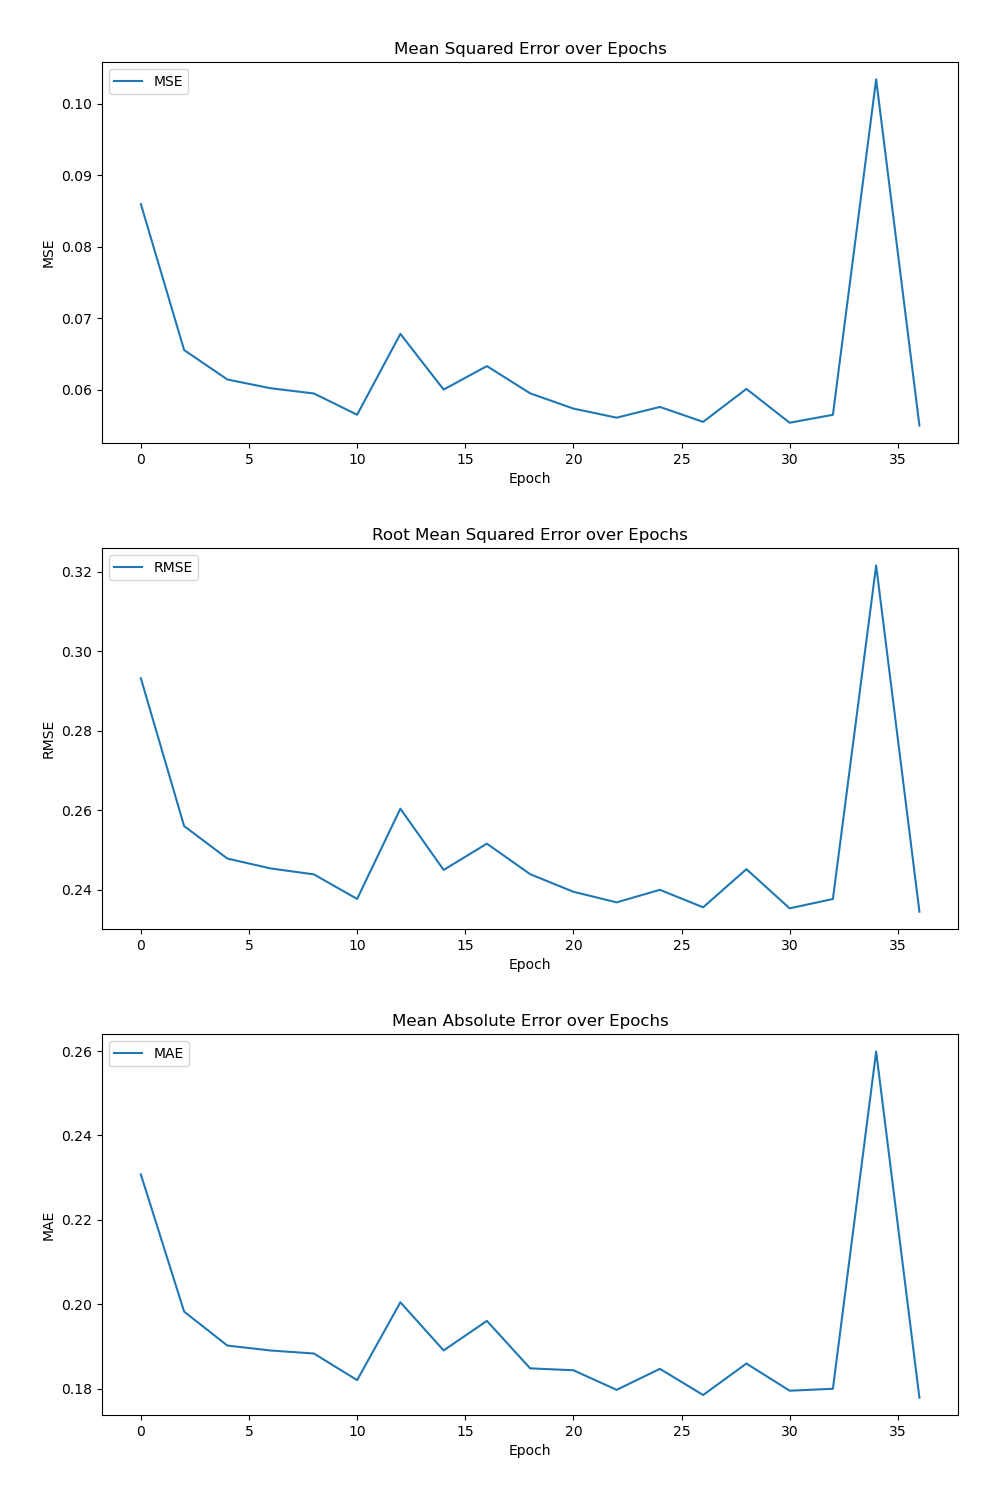 Mean Squared Error over Epochs
MSE
0.10
0.09
0.08
0.07
0.06
MSE
0 5 10 15 20 25 30 35
Epoch
Root Mean Squared Error over Epochs
RMSE
0.32
0.30
0.28
0.26
0.24
RMSE
0 5 10 15 20 25 30 35
Epoch
Mean Absolute Error over Epochs
MAE
0.26
0.24
0.22
0.20
0.18
MAE
0 5 10 15 20 25 30 35
Epoch